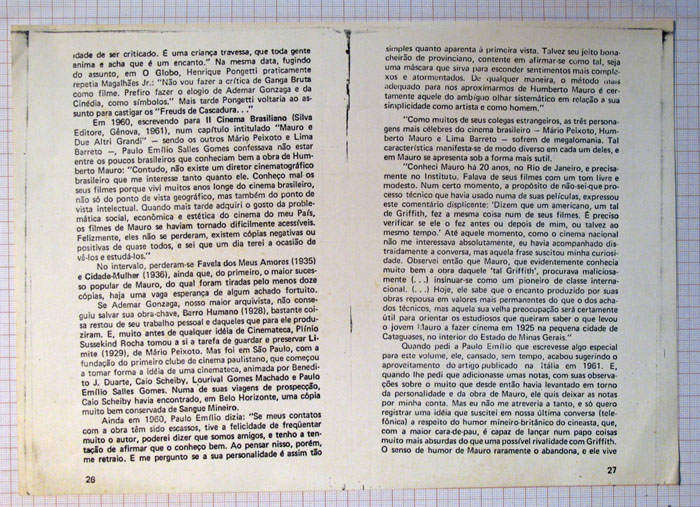 idade de ser criticado. É uma criança travessa, que toda gente
anima e acha que é um encanto." Na mesma data, fugindo
do assunto, em O Globo, Henrique Pongetti praticamente
repetia Magalhães Jr.: "Não vou fazer a crítica de Ganga Bruta
como filme. Prefiro fazer o elogio de Ademar Gonzaga e da
Cinédia, como símbolos." Mais tarde Pongetti voltaria ao as-
sunto para castigar os "Freuds de Cascadura. . ."
Em 1960, escrevendo para Il Cinema Brasiliano (Silva
Editore, Gênova, 1961), num capítulo intitulado "Mauro e
Due Altri Grandi" — sendo os outros Mário Peixoto e Lima
Barreto —, Paulo Emílio Salles Gomes confessava não estar
entre os poucos brasileiros que conheciam bem a obra de Hum-
berto Mauro: "Contudo, não existe um diretor cinematográfico
brasileiro que me interesse tanto quanto ele. Conheço mal os
seus filmes porque vivi muitos anos longe do cinema brasileiro,
não só do ponto de vista geográfico, mas também do ponto de
vista intelectual. Quando mais tarde adquiri o gosto da proble-
mática social, econômica e estética do cinema do meu País,
os filmes de Mauro se haviam tornado dificilmente acessíveis.
Felizmente, eles não se perderam, existem cópias negativas ou
positivas de quase todos, e sei que um dia terei a ocasião de
vê-los e estudá-los."
No intervalo, perderam-se Favela dos Meus Amores (1935)
e Cidade-Mulher (1936), ainda que, do primeiro, o maior suces-
so popular de Mauro, do qual foram tiradas pelo menos doze
cópias, haja uma vaga esperança de algum achado fortuito.
Se Ademar Gonzaga, nosso maior arquivista, não conse-
guiu salvar sua obra-chave, Barro Humano (1928), bastante coi-
sa restou de seu trabalho pessoal e daqueles que para ele produ-
ziram. E, muito antes de qualquer idéia de Cinemateca, Plínio
Sussekind Rocha tomou a si a tarefa de guardar e preservar Li-
mite (1929), de Mário Peixoto. Mas foi em São Paulo, com a
fundação do primeiro clube de cinema paulistano, que começou
a tomar forma a idéia de uma cinemateca, animada por Benedi-
to J. Duarte, Caio Scheiby, Lourival Gomes Machado e Paulo
Emílio Salles Gomes. Numa de suas viagens de prospecção,
Caio Scheiby havia encontrado, em Belo Horizonte, uma cópia
muito bem conservada de Sangue Mineiro.
Ainda em 1960, Paulo Emílio dizia: "Se meus contatos
com a obra têm sido escassos, tive a felicidade de freqüentar
muito o autor, poderei dizer que somos amigos, e tenho a ten-
tação de afirmar que o conheço bem. Ao pensar nisso, porém,
me retraio. E me pergunto se a sua personalidade é assim tão
26
simples quanto aparenta à primeira vista. Talvez seu jeito bona-
cheirão de provinciano, contente em afirmar-se como tal, seja
uma máscara que sirva para esconder sentimentos mais comple-
xos e atormentados. De qualquer maneira, o método mais
adequado para nos aproximarmos de Humberto Mauro é cer-
tamente aquele do ambíguo olhar sistemático em relação a sua
simplicidade como artista e como homem."
"Como muitos de seus colegas estrangeiros, as três persona-
gens mais célebres do cinema brasileiro — Mário Peixoto, Hum-
berto Mauro e Lima Barreto — sofrem de megalomania. Tal
característica manifesta-se de modo diverso em cada um deles, e
em Mauro se apresenta sob a forma mais sutil.
"Conheci Mauro há 20 anos, no Rio de Janeiro, e precisa-
mente no Instituto. Falava de seus filmes com um tom livre e
modesto. Num certo momento, a propósito de não-sei-que pro-
cesso técnico que havia usado numa de suas películas, expressou
este comentário displicente: 'Dizem que um americano, um tal
de Griffith, fez a mesma coisa num de seus filmes. É preciso
verificar se ele o fez antes ou depois de mim, ou talvez ao
mesmo tempo.' Até aquele momento, como o cinema nacional
não me interessava absolutamente, eu havia acompanhado dis-
traidamente a conversa, mas aquela frase suscitou minha curiosi-
dade. Observei então que Mauro, que evidentemente conhecia
muito bem a obra daquele 'tal Griffith', procurava maliciosa-
mente (. . .) insinuar-se como um pioneiro de classe interna-
cional. (. . .) Hoje, ele sabe que o encanto produzido por suas
obras repousa em valores mais permanentes do que o dos acha-
dos técnicos, mas aquela sua velha preocupação será certamente
útil para orientar os estudiosos que queiram saber o que levou
o jovem Mauro a fazer cinema em 1925 na pequena cidade de
Cataguases, no interior do Estado de Minas Gerais."
Quando pedi a Paulo Emílio que escrevesse algo especial
para este volume, ele, cansado, sem tempo, acabou sugerindo o
aproveitamento do artigo publicado na Itália em 1961. E,
quando lhe pedi que adicionasse umas notas, com suas observa-
ções sobre o muito que desde então havia levantado em torno
da personalidade e da obra de Mauro, ele quis deixar as notas
por minha conta. Mas eu não me atreveria a tanto, e só quero
registrar uma idéia que suscitei em nossa última conversa (tele-
fônica) a respeito do humor mineiro-britânico do cineasta, que,
com a maior cara-de-pau, é capaz de lançar num papo coisas
muito mais absurdas do que uma possível rivalidade com Griffith.
O senso de humor de Mauro raramente o abandona, e ele vive
27